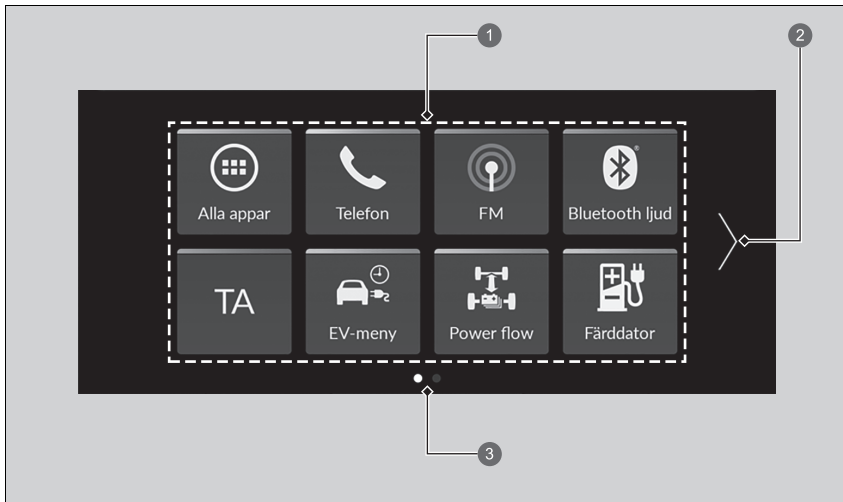 1
2
Alla appar
Telefon
FM
Bluetooth ljud
TA
EV-meny
Power flow
Färddator
3